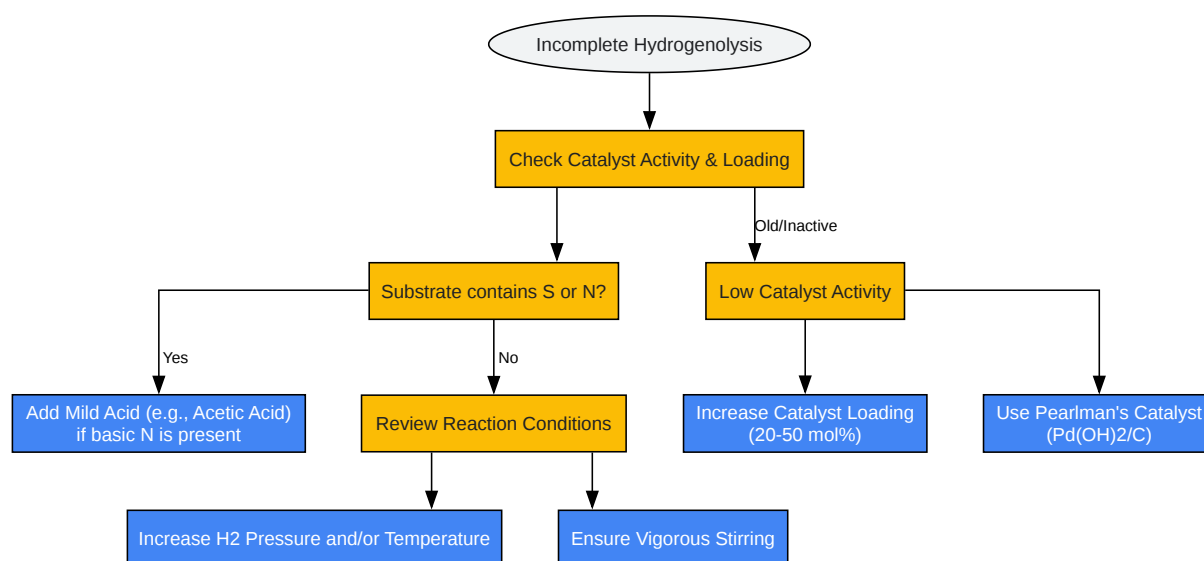 Incomplete Hydrogenolysis
Check Catalyst Activity & Loading
Old/Inactive
Substrate contains S or N?
Low Catalyst Activity
Yes
No
Add Mild Acid (e.g., Acetic Acid)
if basic N is present
Review Reaction Conditions
Increase Catalyst Loading
(20-50 mol%)
Use Pearlman's Catalyst
(Pd(OH)2/C)
Increase H2 Pressure and/or Temperature
Ensure Vigorous Stirring